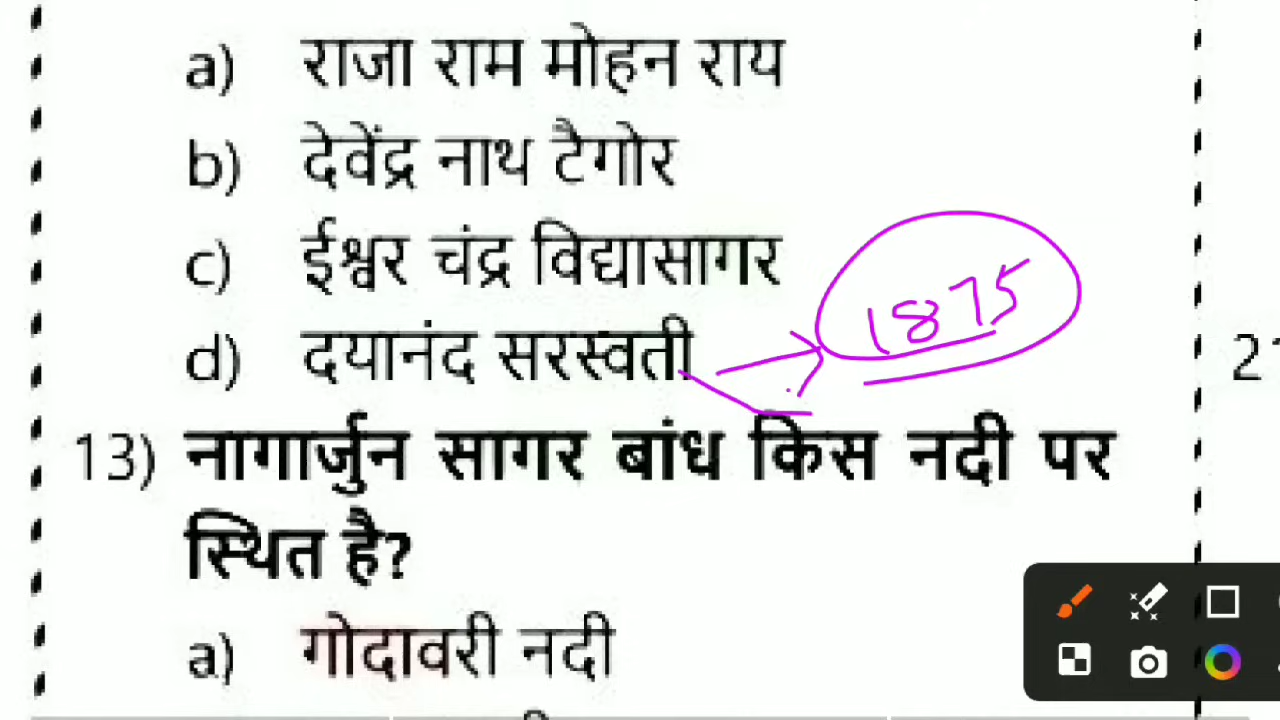 a) राजा राम मोहन राय
b) देवेंद्र नाथ टैगोर
c) ईश्वर चंद्र विद्यासागर
1875
d) दयानंद सरस्वती
13) नागार्जुन सागर बांध किस नदी पर
स्थित है?
a) गोदावरी नदी